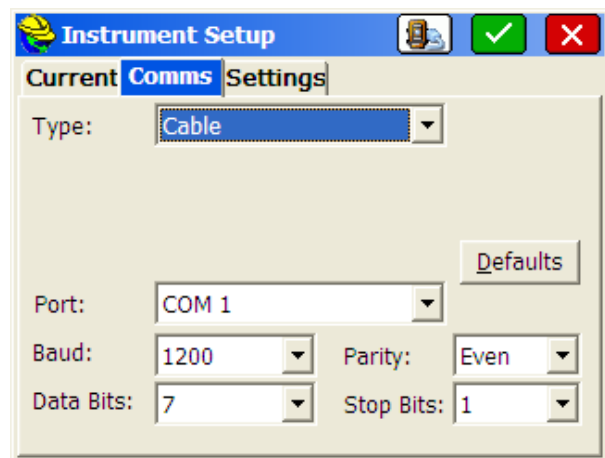 Instrument Setup
Current Comms Settings
Type: Cable
Defaults
Port: COM 1
Baud: 1200 Parity: Even
Data Bits: 7 Stop Bits: 1